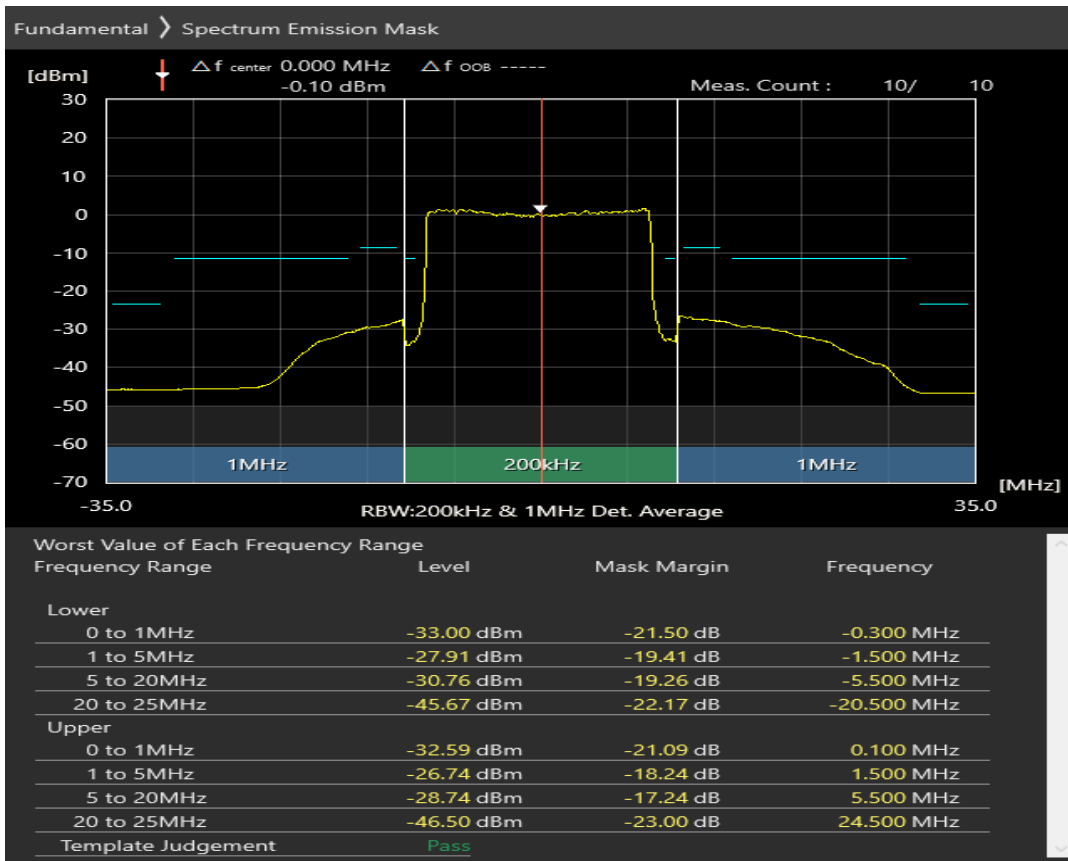 Fundamental ❯ Spectrum Emission Mask
[dBm] △f center 0.000 MHz △f OOB -----
-0.10 dBm Meas. Count : 10/ 10
30
20
10
0
-10
-20
-30
-40
-50
-60
-70
1MHz 200kHz 1MHz
[MHz]
-35.0 RBW:200kHz & 1MHz Det. Average 35.0
Worst Value of Each Frequency Range
Frequency Range Level Mask Margin Frequency
Lower
0 to 1MHz -33.00 dBm -21.50 dB -0.300 MHz
1 to 5MHz -27.91 dBm -19.41 dB -1.500 MHz
5 to 20MHz -30.76 dBm -19.26 dB -5.500 MHz
20 to 25MHz -45.67 dBm -22.17 dB -20.500 MHz
Upper
0 to 1MHz -32.59 dBm -21.09 dB 0.100 MHz
1 to 5MHz -26.74 dBm -18.24 dB 1.500 MHz
5 to 20MHz -28.74 dBm -17.24 dB 5.500 MHz
20 to 25MHz -46.50 dBm -23.00 dB 24.500 MHz
Template Judgement Pass